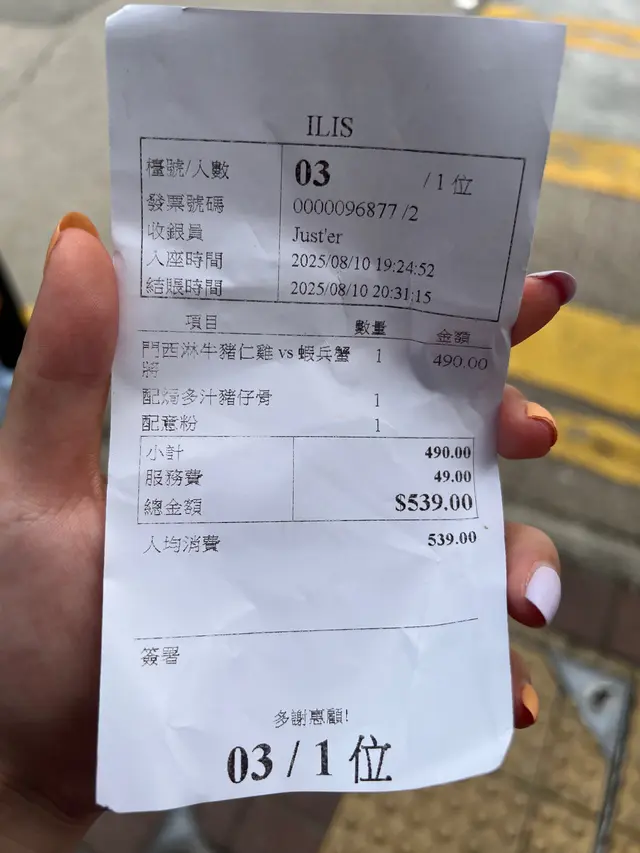 ILIS
檯號/人數 03 / 1 位
發票號碼 0000096877 /2
收銀員 Just'er
入座時間 2025/08/10 19:24:52
結賬時間 2025/08/10 20:31:15
項目 數量 金額
門西淋牛豬仁雞 vs 蝦兵蟹 1 490.00
將
配焗多汁豬仔骨 1
配意粉 1
小計 490.00
服務費 49.00
總金額 $539.00
人均消費 539.00
簽署
多謝惠顧!
03 / 1 位